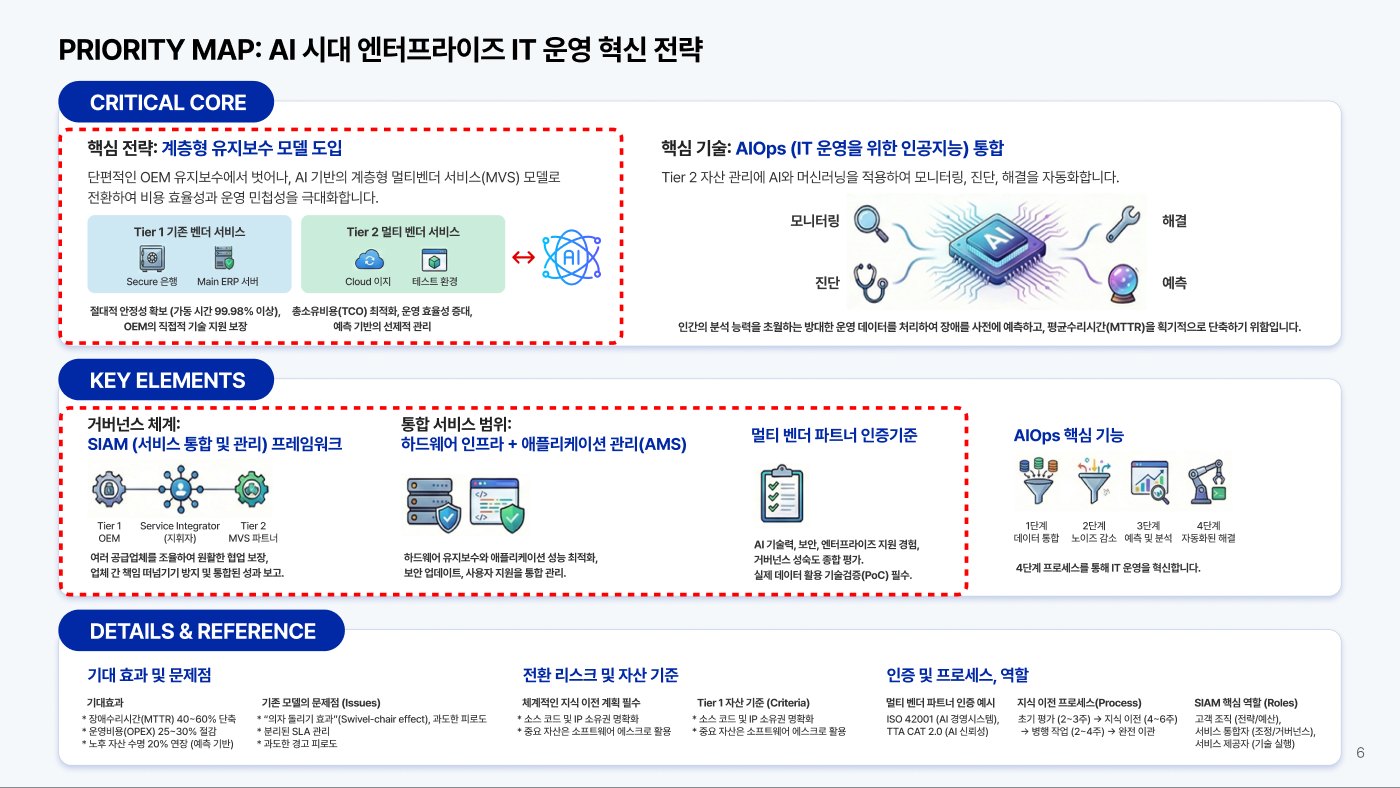 PRIORITY MAP: AI 시대 엔터프라이즈 IT 운영 혁신 전략
CRITICAL CORE
핵심 전략: 계층형 유지보수 모델 도입
단편적인 OEM 유지보수에서 벗어나, AI 기반의 계층형 멀티벤더 서비스(MVS) 모델로
전환하여 비용 효율성과 운영 민첩성을 극대화합니다.
Tier 1 기존 벤더 서비스
Secure 은행
Main ERP 서버
Tier 2 멀티 벤더 서비스
Cloud 이지
테스트 환경
AI
절대적 안정성 확보 (가동 시간 99.98% 이상),
OEM의 직접적 기술 지원 보장
총소유비용(TCO) 최적화, 운영 효율성 증대,
예측 기반의 선제적 관리
핵심 기술: AIOps (IT 운영을 위한 인공지능) 통합
Tier 2 자산 관리에 AI와 머신러닝을 적용하여 모니터링, 진단, 해결을 자동화합니다.
모니터링
진단
AI
해결
예측
인간의 분석 능력을 초월하는 방대한 운영 데이터를 처리하여 장애를 사전에 예측하고, 평균수리시간(MTTR)을 획기적으로 단축하기 위함입니다.
KEY ELEMENTS
거버넌스 체계:
SIAM (서비스 통합 및 관리) 프레임워크
Tier 1
OEM
Service Integrator
(지휘자)
Tier 2
MVS 파트너
여러 공급업체를 조율하여 원활한 협업 보장,
업체 간 책임 떠넘기기 방지 및 통합된 성과 보고.
통합 서비스 범위:
하드웨어 인프라 + 애플리케이션 관리(AMS)
하드웨어 유지보수와 애플리케이션 성능 최적화,
보안 업데이트, 사용자 지원을 통합 관리.
멀티 벤더 파트너 인증기준
AI 기술력, 보안, 엔터프라이즈 지원 경험,
거버넌스 성숙도 종합 평가.
실제 데이터 활용 기술검증(PoC) 필수.
AIOps 핵심 기능
1단계
데이터 통합
2단계
노이즈 감소
3단계
예측 및 분석
4단계
자동화된 해결
4단계 프로세스를 통해 IT 운영을 혁신합니다.
DETAILS & REFERENCE
기대 효과 및 문제점
기대효과
* 장애수리시간(MTTR) 40~60% 단축
* 운영비용(OPEX) 25~30% 절감
* 노후 자산 수명 20% 연장 (예측 기반)
기존 모델의 문제점 (Issues)
* "의자 돌리기 효과"(Swivel-chair effect), 과도한 피로도
* 분리된 SLA 관리
* 과도한 경고 피로도
전환 리스크 및 자산 기준
체계적인 지식 이전 계획 필수
* 소스 코드 및 IP 소유권 명확화
* 중요 자산은 소프트웨어 에스크로 활용
Tier 1 자산 기준 (Criteria)
* 소스 코드 및 IP 소유권 명확화
* 중요 자산은 소프트웨어 에스크로 활용
인증 및 프로세스, 역할
멀티 벤더 파트너 인증 예시
ISO 42001 (AI 경영시스템),
TTA CAT 2.0 (AI 신뢰성)
지식 이전 프로세스(Process)
초기 평가 (2~3주) → 지식 이전 (4~6주)
→ 병행 작업 (2~4주) → 완전 이관
SIAM 핵심 역할 (Roles)
고객 조직 (전략/예산),
서비스 통합자 (조정/거버넌스),
서비스 제공자 (기술 실행)
6